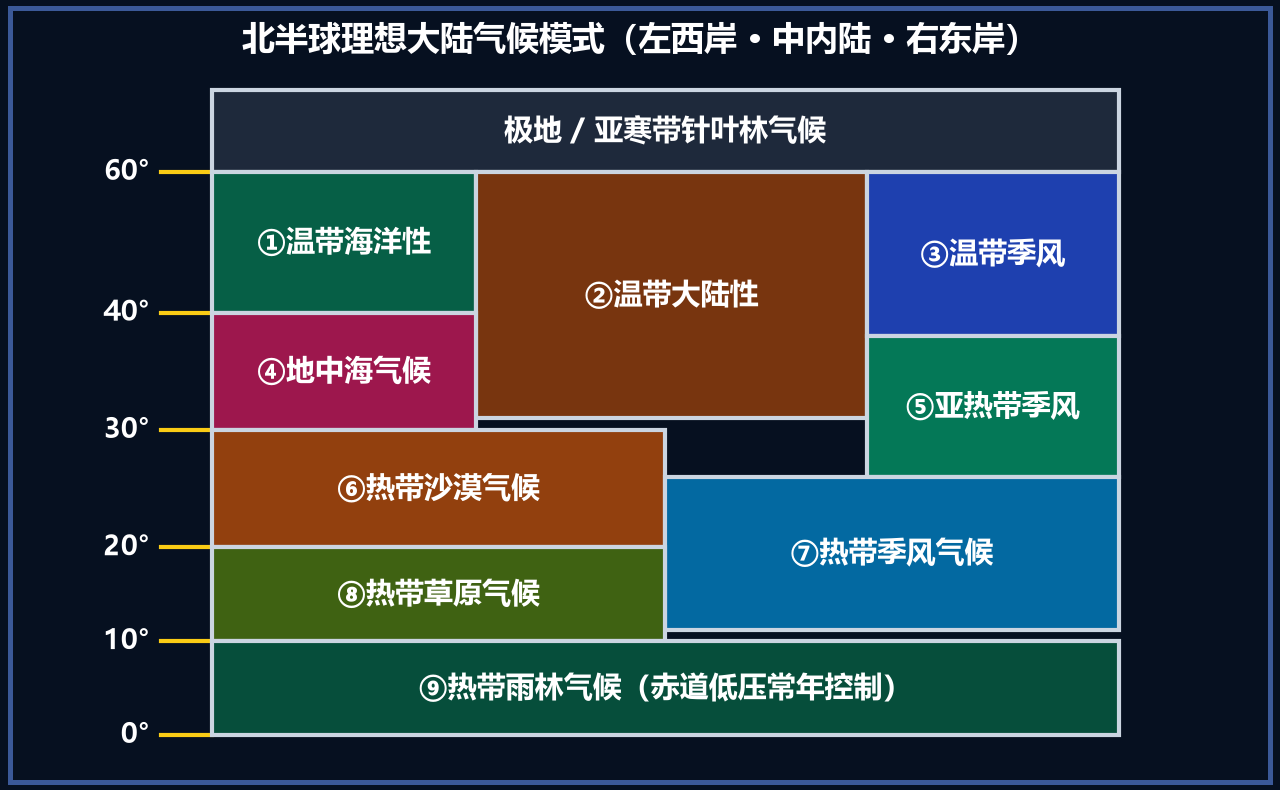 北半球理想大陆气候模式（左西岸・中内陆・右东岸）
极地 / 亚寒带针叶林气候
60°
①温带海洋性
②温带大陆性
③温带季风
40°
④地中海气候
⑤亚热带季风
30°
⑥热带沙漠气候
⑦热带季风气候
20°
⑧热带草原气候
10°
⑨热带雨林气候（赤道低压常年控制）
0°